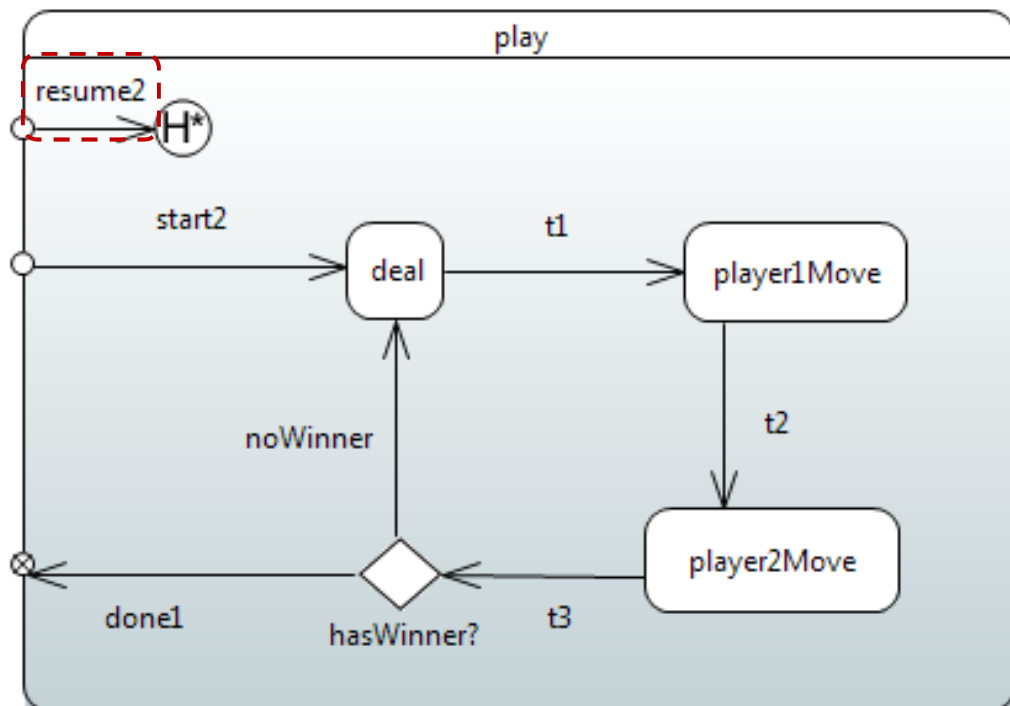 play
resume2
H*
start2
t1
deal
player1Move
noWinner
t2
player2Move
done1
t3
hasWinner?